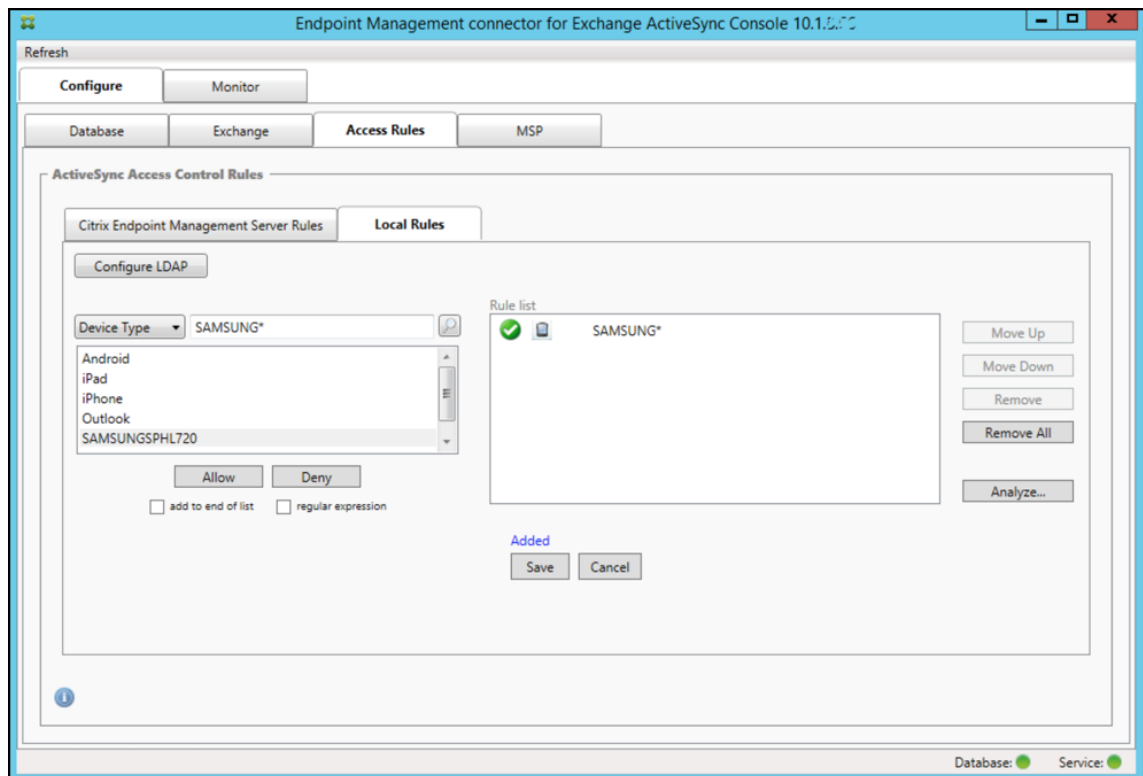 Endpoint Management connector for Exchange ActiveSync Console 10.1.
Refresh
Configure Monitor
Database Exchange Access Rules MSP
ActiveSync Access Control Rules
Citrix Endpoint Management Server Rules Local Rules
Configure LDAP
Rule list
Device Type SAMSUNG*
SAMSUNG*
Move Up
Android
iPad
Move Down
iPhone
Remove
Outlook
SAMSUNGSPHL720
Remove All
Allow Deny
Analyze...
add to end of list regular expression
Added
Save Cancel
Database: Service: